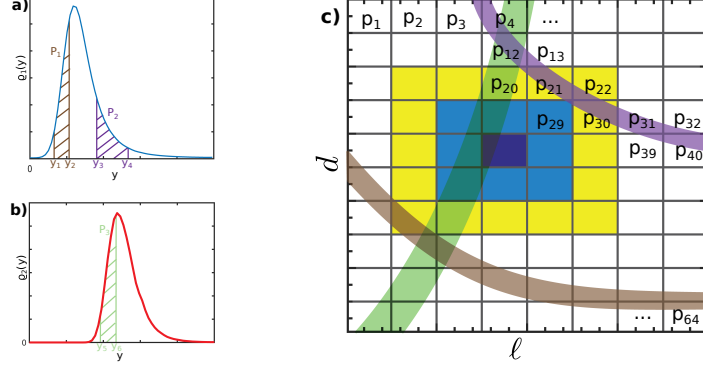 a)
ϱ₁(y)
P₁
P₂
y₁ y₂ y₃ y₄
y
b)
ϱ₂(y)
P₃
y₅ y₆
y
c)
p₁ p₂ p₃ p₄ ...
p₁₂ p₁₃
p₂₀ p₂₁ p₂₂
p₂₉ p₃₀ p₃₁ p₃₂
p₃₉ p₄₀
... p₆₄
d
ℓ